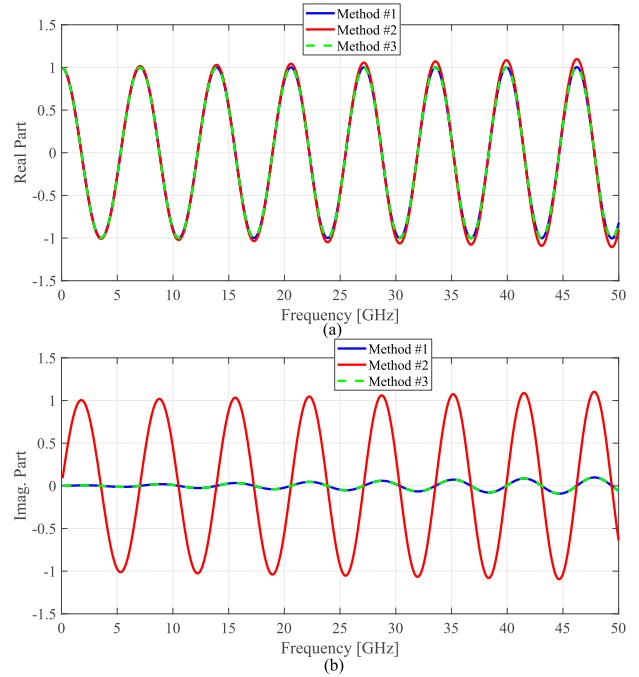 Method #1
Method #2
Method #3
1.5
1
0.5
0
-0.5
-1
-1.5
Real Part
0 5 10 15 20 25 30 35 40 45 50
Frequency [GHz]
(a)
Method #1
Method #2
Method #3
1.5
1
0.5
0
-0.5
-1
-1.5
Imag. Part
0 5 10 15 20 25 30 35 40 45 50
Frequency [GHz]
(b)